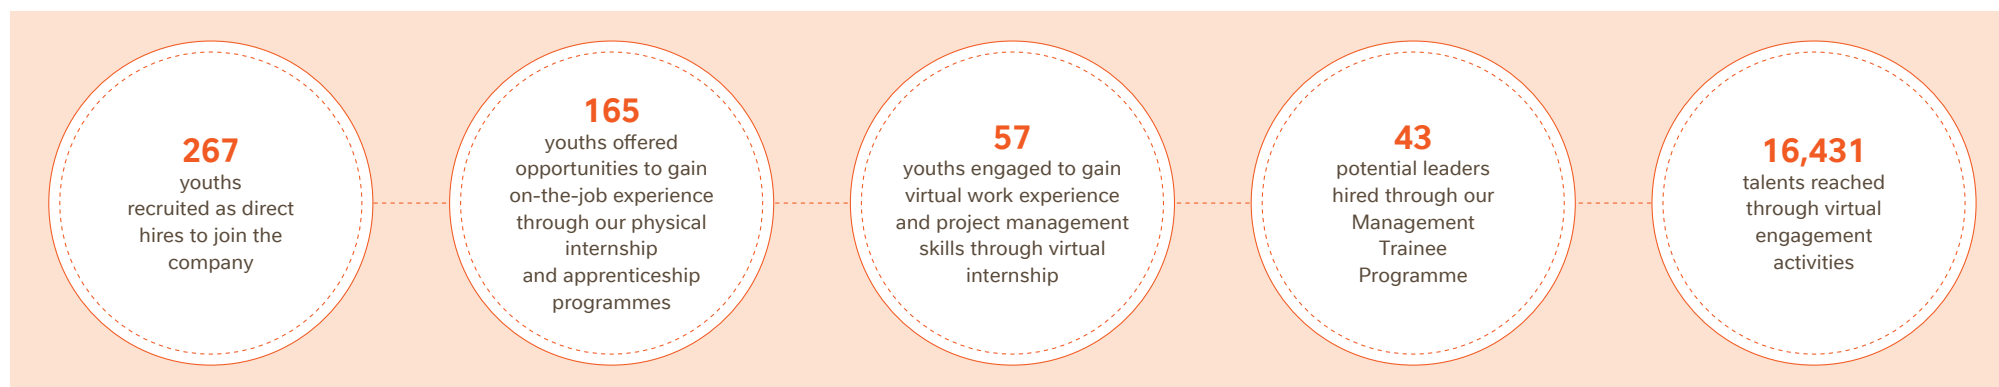 267
youths
recruited as direct
hires to join the
company
165
youths offered
opportunities to gain
on-the-job experience
through our physical
internship
and apprenticeship
programmes
57
youths engaged to gain
virtual work experience
and project management
skills through virtual
internship
43
potential leaders
hired through our
Management
Trainee
Programme
16,431
talents reached
through virtual
engagement
activities